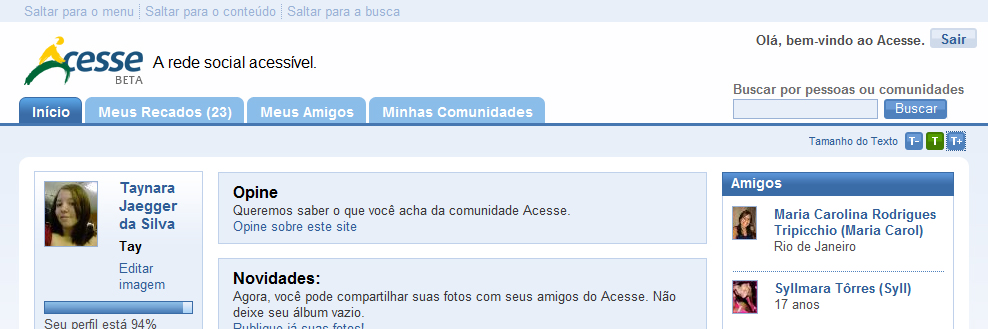 Saltar para o menu Saltar para o conteúdo Saltar para a busca
Olá, bem-vindo ao Acesse. Sair
Acesse
BETA
A rede social acessível.
Buscar por pessoas ou comunidades
Buscar
Início Meus Recados (23) Meus Amigos Minhas Comunidades
Tamanho do Texto T- T T+
Taynara
Jaegger
da Silva
Tay
Editar
imagem
Seu perfil está 94%
Opine
Queremos saber o que você acha da comunidade Acesse.
Opine sobre este site
Novidades:
Agora, você pode compartilhar suas fotos com seus amigos do Acesse. Não
deixe seu álbum vazio.
Publique já suas fotos!
Amigos
Maria Carolina Rodrigues
Tripicchio (Maria Carol)
Rio de Janeiro
Syllmara Tôrres (Syll)
17 anos